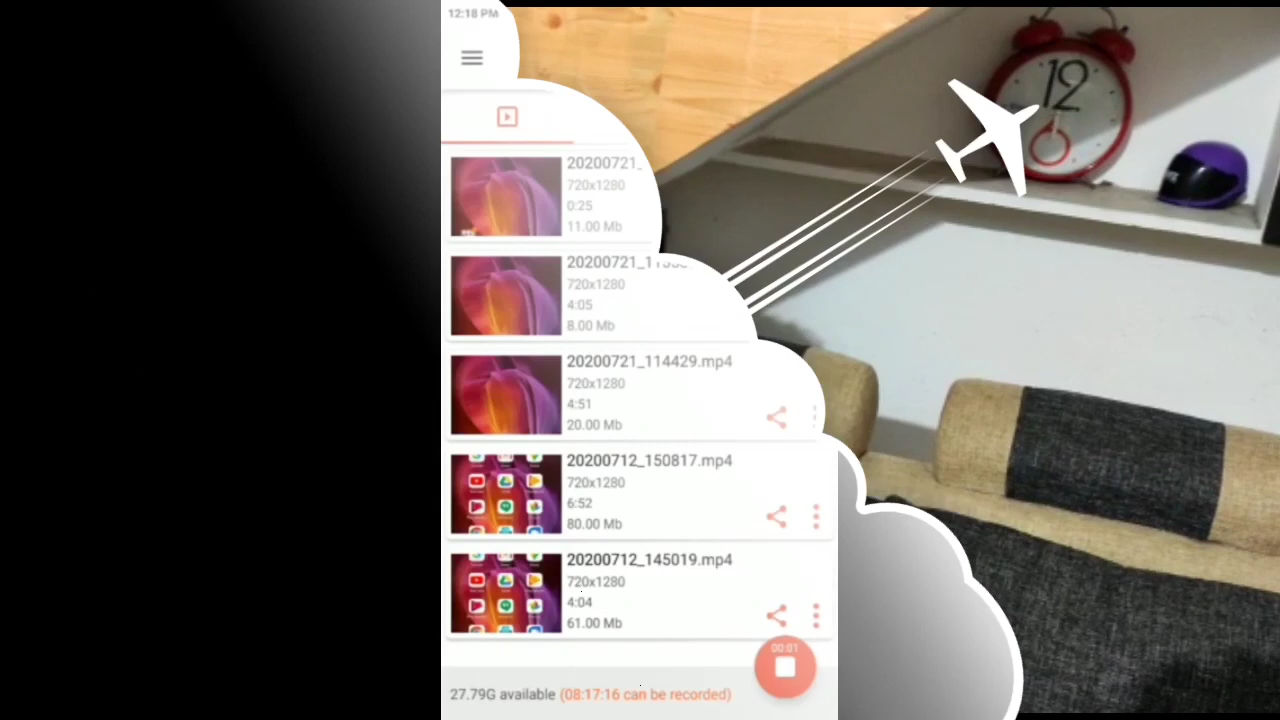 12:18 PM
20200721_
720x1280
0:25
11.00 Mb
20200721_
720x1280
4:05
8.00 Mb
20200721_114429.mp4
720x1280
4:51
20.00 Mb
20200712_150817.mp4
720x1280
6:52
80.00 Mb
20200712_145019.mp4
720x1280
4:04
61.00 Mb
00:01
27.79G available (08:17:16 can be recorded)
12